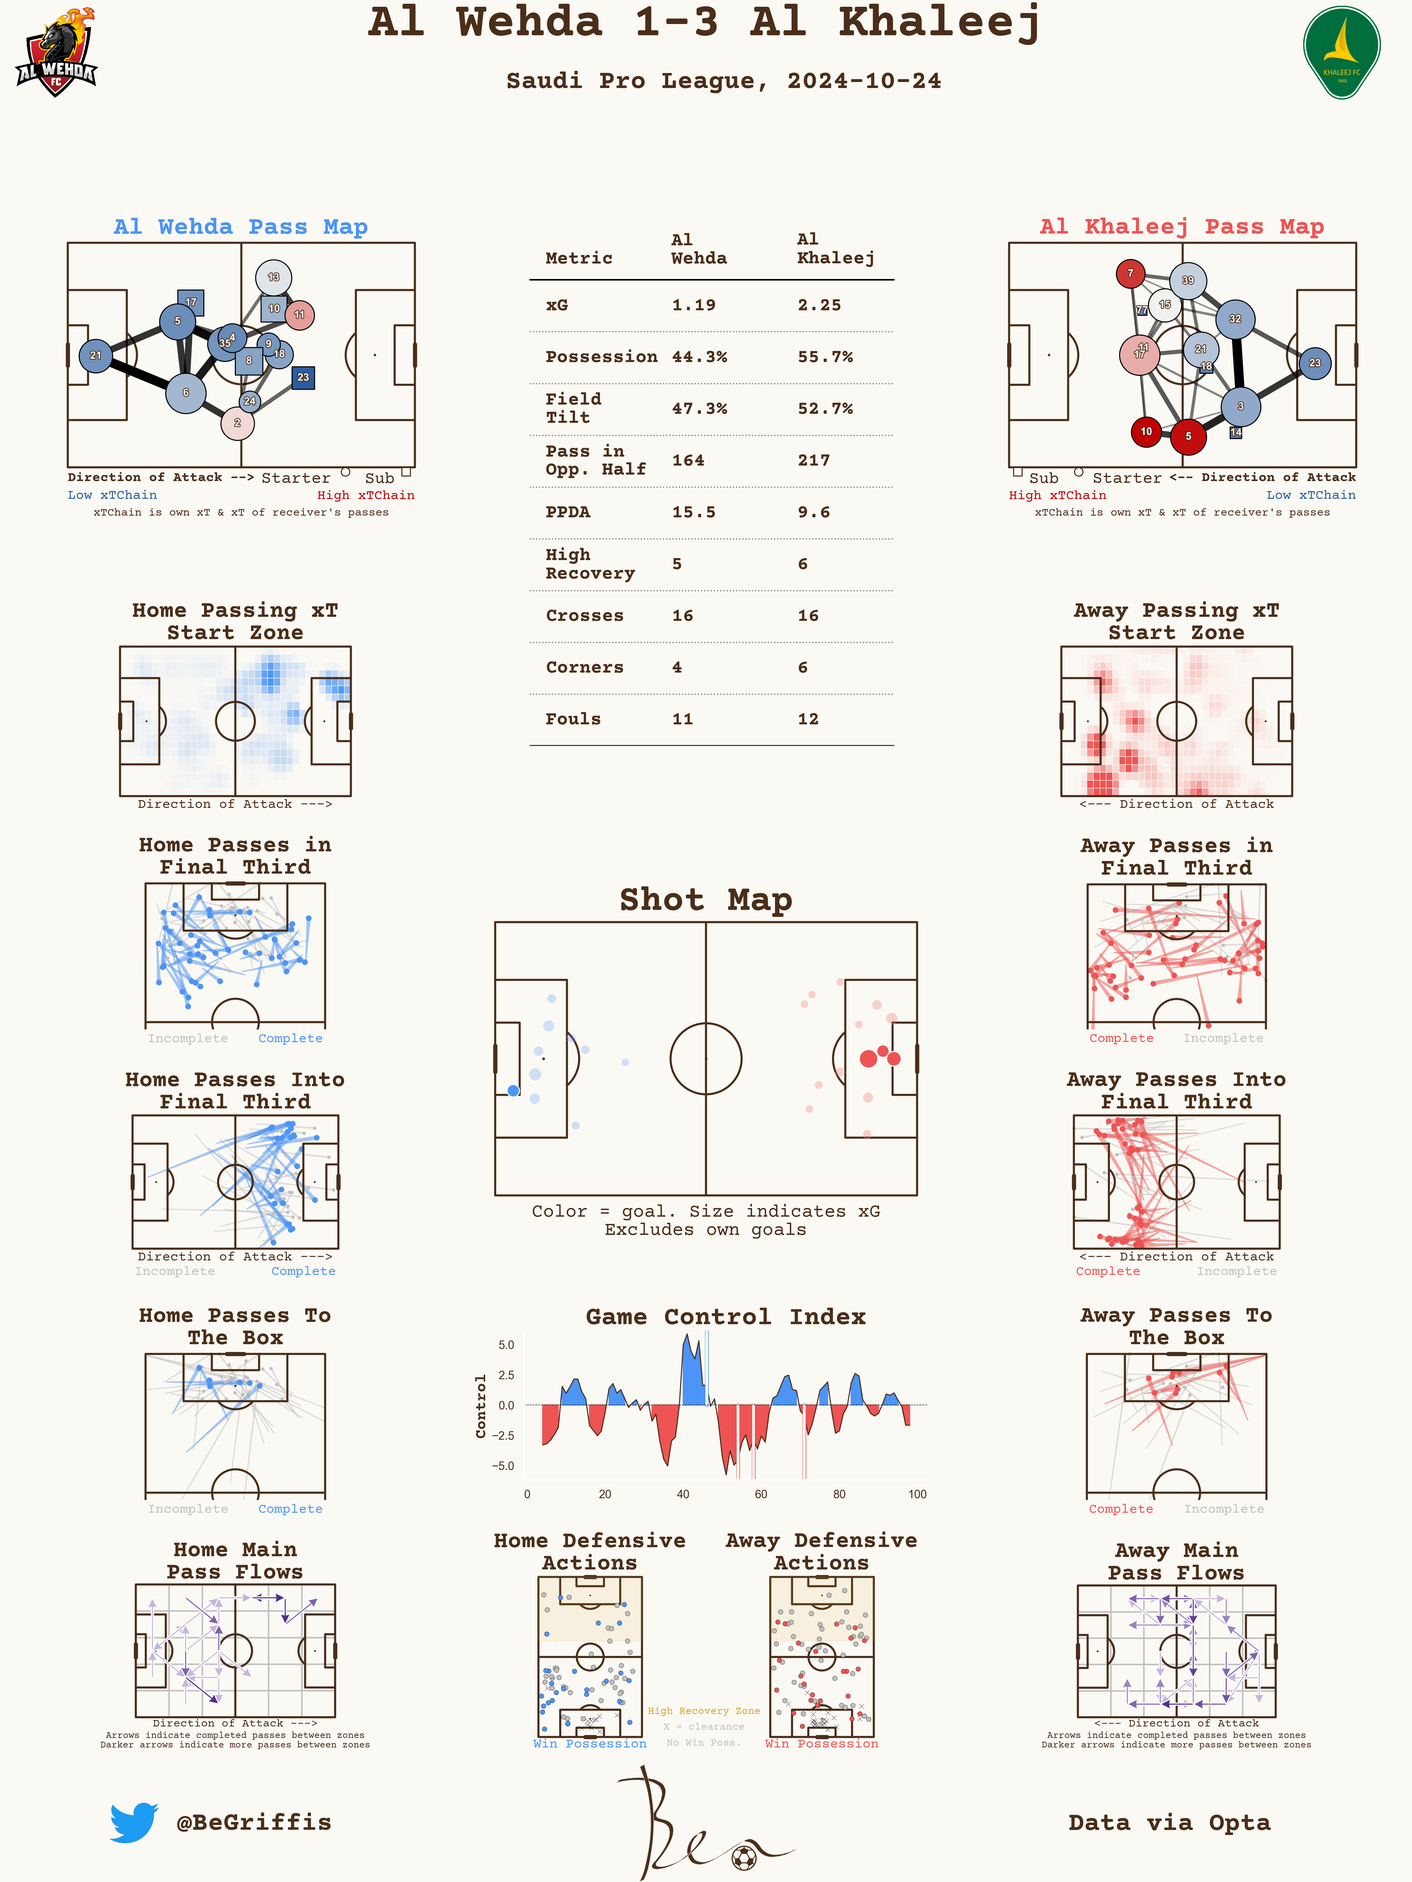 Al Wehda 1-3 Al Khaleej
Saudi Pro League, 2024-10-24
AL WEHDA
FC
KHALEEJ FC
1945
Al Wehda Pass Map
13
17
10
11
5
4
35
9
18
21
8
23
6
24
2
Direction of Attack --> Starter Sub
Low xTChain High xTChain
xTChain is own xT & xT of receiver's passes
Metric Al Wehda Al Khaleej
xG 1.19 2.25
Possession 44.3% 55.7%
Field Tilt 47.3% 52.7%
Pass in Opp. Half 164 217
PPDA 15.5 9.6
High Recovery 5 6
Crosses 16 16
Corners 4 6
Fouls 11 12
Al Khaleej Pass Map
7
39
15
77
32
11
17
21
18
23
3
10
5
14
Sub Starter <-- Direction of Attack
High xTChain Low xTChain
xTChain is own xT & xT of receiver's passes
Home Passing xT
Start Zone
Direction of Attack --->
Away Passing xT
Start Zone
<--- Direction of Attack
Home Passes in
Final Third
Incomplete Complete
Away Passes in
Final Third
Complete Incomplete
Shot Map
Color = goal. Size indicates xG
Excludes own goals
Home Passes Into
Final Third
Direction of Attack --->
Incomplete Complete
Away Passes Into
Final Third
<--- Direction of Attack
Complete Incomplete
Home Passes To
The Box
Incomplete Complete
Game Control Index
Control
5.0
2.5
0.0
−2.5
−5.0
0 20 40 60 80 100
Away Passes To
The Box
Complete Incomplete
Home Main
Pass Flows
Direction of Attack --->
Arrows indicate completed passes between zones
Darker arrows indicate more passes between zones
Home Defensive
Actions
Win Possession
Away Defensive
Actions
Win Possession
High Recovery Zone
X = clearance
No Win Poss.
Away Main
Pass Flows
<--- Direction of Attack
Arrows indicate completed passes between zones
Darker arrows indicate more passes between zones
@BeGriffis
Ben
Data via Opta